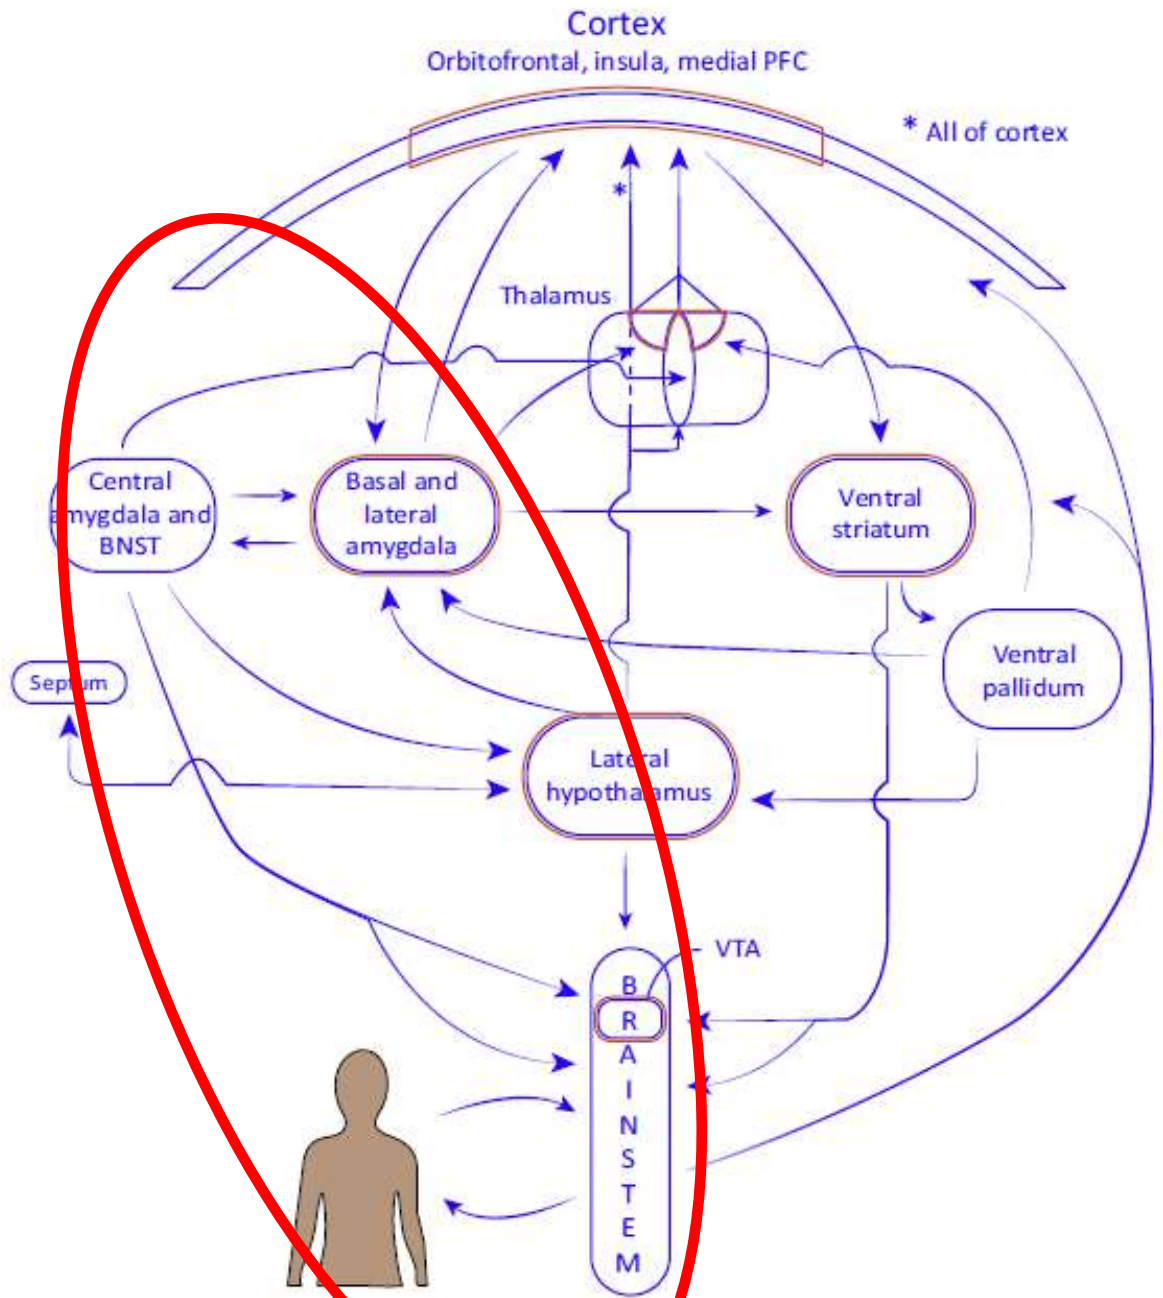 Cortex
Orbitofrontal, insula, medial PFC
* All of cortex
*
Thalamus
Central
amygdala and
BNST
Basal and
lateral
amygdala
Ventral
striatum
Septum
Ventral
pallidum
Lateral
hypothalamus
VTA
B
R
A
I
N
S
T
E
M